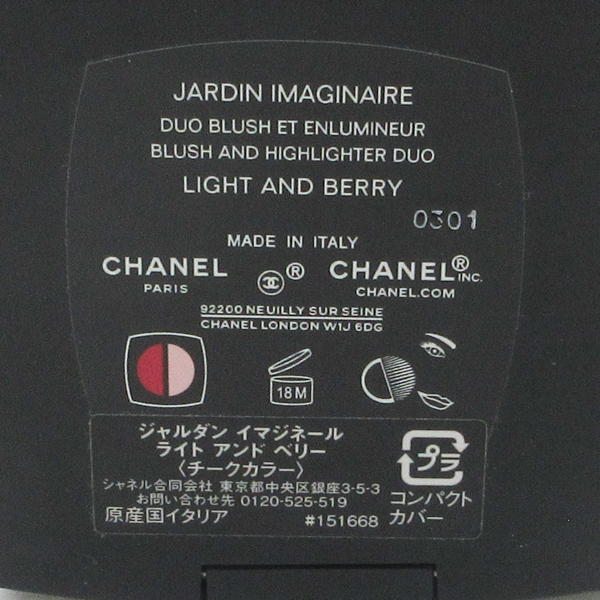 JARDIN IMAGINAIRE
DUO BLUSH ET ENLUMINEUR
BLUSH AND HIGHLIGHTER DUO
LIGHT AND BERRY
0301
MADE IN ITALY
CHANEL ® CHANEL® INC.
PARIS CHANEL.COM
92200 NEUILLY SUR SEINE
CHANEL LONDON W1J 6DG
18M
ジャルダン イマジネール
ライト アンド ベリー
〈チークカラー〉
シャネル合同会社 東京都中央区銀座3-5-3
お問い合わせ先 0120-525-519
原産国イタリア #151668
プラ
コンパクト
カバー